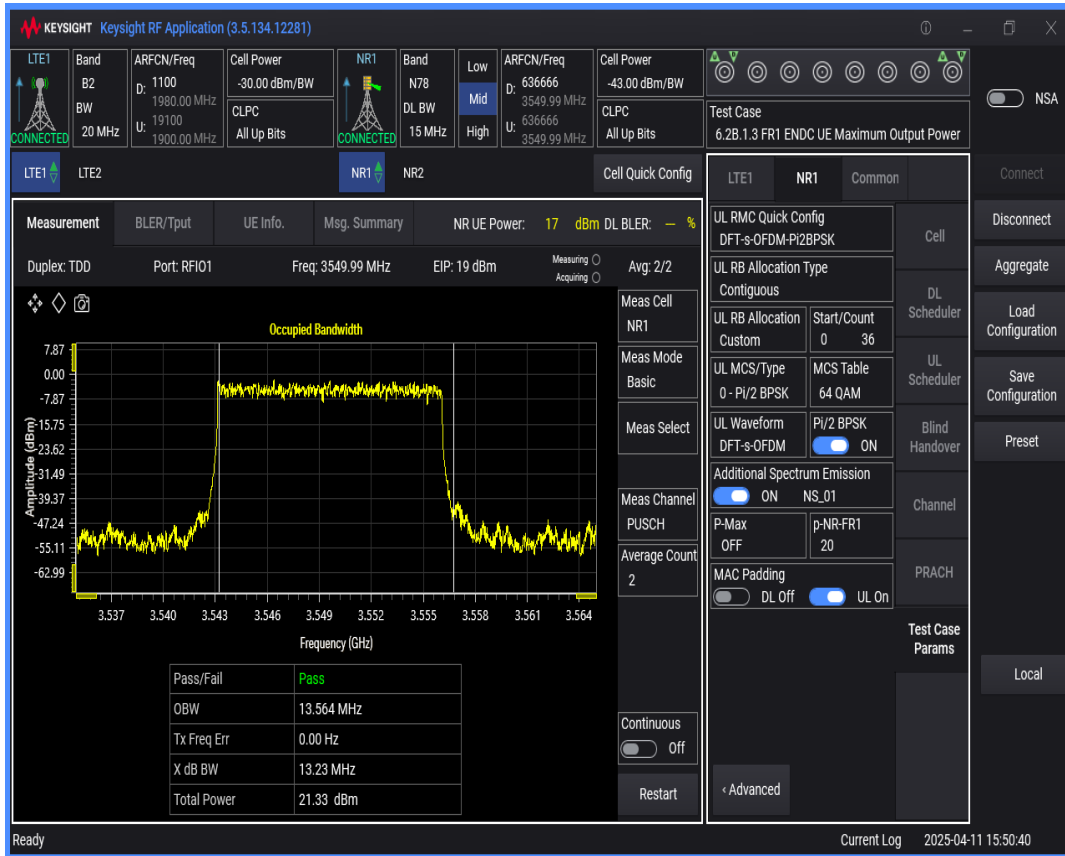 KEYSIGHT Keysight RF Application (3.5.134.12281)
LTE1
CONNECTED
Band
B2
BW
20 MHz
ARFCN/Freq
D: 1100
1980.00 MHz
U: 19100
1900.00 MHz
Cell Power
-30.00 dBm/BW
CLPC
All Up Bits
NR1
CONNECTED
Band
N78
DL BW
15 MHz
Low
Mid
High
ARFCN/Freq
D: 636666
3549.99 MHz
U: 636666
3549.99 MHz
Cell Power
-43.00 dBm/BW
CLPC
All Up Bits
Test Case
6.2B.1.3 FR1 ENDC UE Maximum Output Power
NSA
LTE1 LTE2 NR1 NR2 Cell Quick Config
Measurement BLER/Tput UE Info. Msg. Summary NR UE Power: 17 dBm DL BLER: — %
Duplex: TDD Port: RFIO1 Freq: 3549.99 MHz EIP: 19 dBm Measuring Avg: 2/2
Acquiring
Occupied Bandwidth
Amplitude (dBm)
7.87
0.00
-7.87
-15.75
-23.62
-31.49
-39.37
-47.24
-55.11
-62.99
3.537 3.540 3.543 3.546 3.549 3.552 3.555 3.558 3.561 3.564
Frequency (GHz)
Pass/Fail Pass
OBW 13.564 MHz
Tx Freq Err 0.00 Hz
X dB BW 13.23 MHz
Total Power 21.33 dBm
Meas Cell
NR1
Meas Mode
Basic
Meas Select
Meas Channel
PUSCH
Average Count
2
Continuous
Off
Restart
LTE1 NR1 Common
UL RMC Quick Config
DFT-s-OFDM-Pi2BPSK
UL RB Allocation Type
Contiguous
UL RB Allocation
Custom
Start/Count
0 36
UL MCS/Type
0 - Pi/2 BPSK
MCS Table
64 QAM
UL Waveform
DFT-s-OFDM
Pi/2 BPSK
ON
Additional Spectrum Emission
ON NS_01
P-Max
OFF
p-NR-FR1
20
MAC Padding
DL Off UL On
‹ Advanced
Cell
DL
Scheduler
UL
Scheduler
Blind
Handover
Channel
PRACH
Test Case
Params
Connect
Disconnect
Aggregate
Load
Configuration
Save
Configuration
Preset
Local
Ready Current Log 2025-04-11 15:50:40